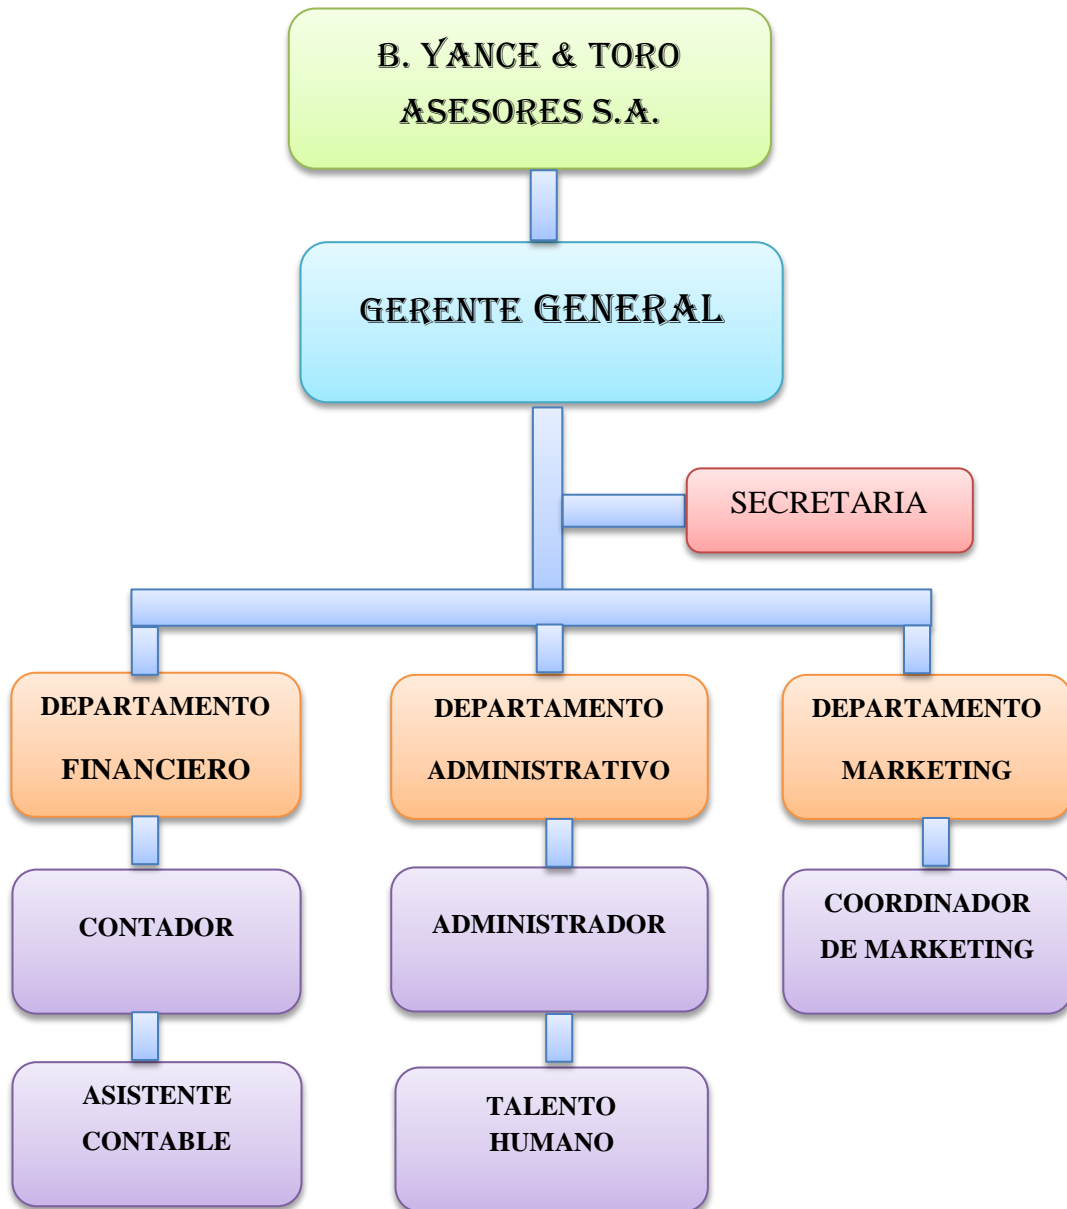 B. YANCE & TORO
ASESORES S.A.
GERENTE GENERAL
SECRETARIA
DEPARTAMENTO
FINANCIERO
DEPARTAMENTO
ADMINISTRATIVO
DEPARTAMENTO
MARKETING
CONTADOR
ADMINISTRADOR
COORDINADOR
DE MARKETING
ASISTENTE
CONTABLE
TALENTO
HUMANO